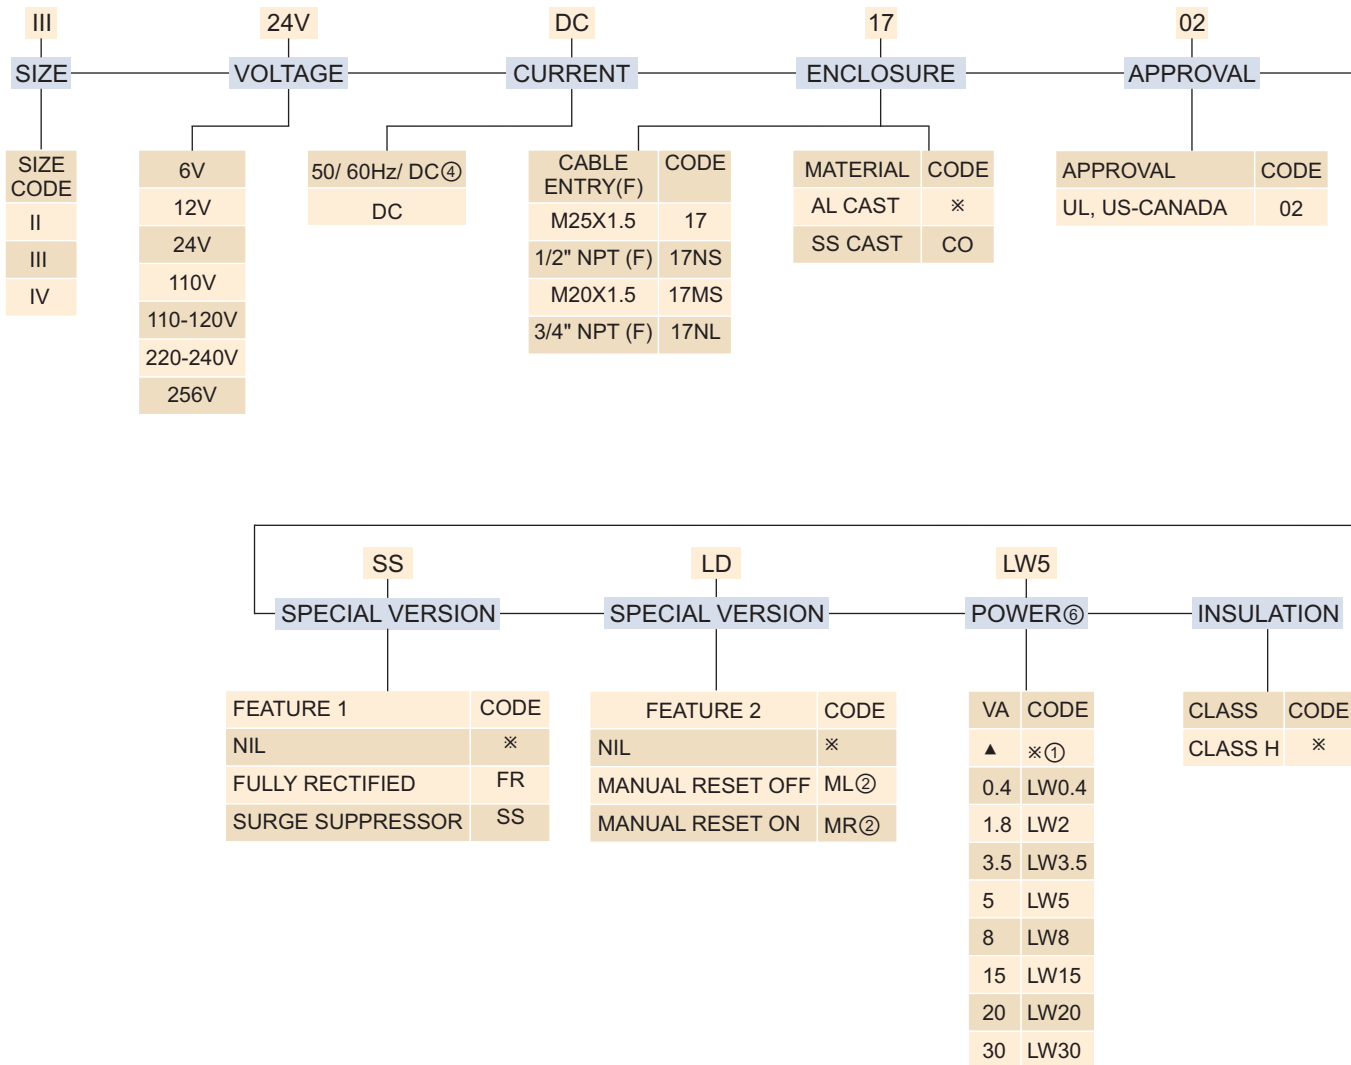 III 24V DC 17 02
SIZE VOLTAGE CURRENT ENCLOSURE APPROVAL
SIZE CODE
II
III
IV
6V
12V
24V
110V
110-120V
220-240V
256V
50/ 60Hz/ DC④
DC
CABLE ENTRY(F) CODE
M25X1.5 17
1/2" NPT (F) 17NS
M20X1.5 17MS
3/4" NPT (F) 17NL
MATERIAL CODE
AL CAST ※
SS CAST CO
APPROVAL CODE
UL, US-CANADA 02
SS LD LW5
SPECIAL VERSION SPECIAL VERSION POWER⑥ INSULATION
FEATURE 1 CODE
NIL ※
FULLY RECTIFIED FR
SURGE SUPPRESSOR SS
FEATURE 2 CODE
NIL ※
MANUAL RESET OFF ML②
MANUAL RESET ON MR②
VA CODE
▲ ※①
0.4 LW0.4
1.8 LW2
3.5 LW3.5
5 LW5
8 LW8
15 LW15
20 LW20
30 LW30
CLASS CODE
CLASS H ※